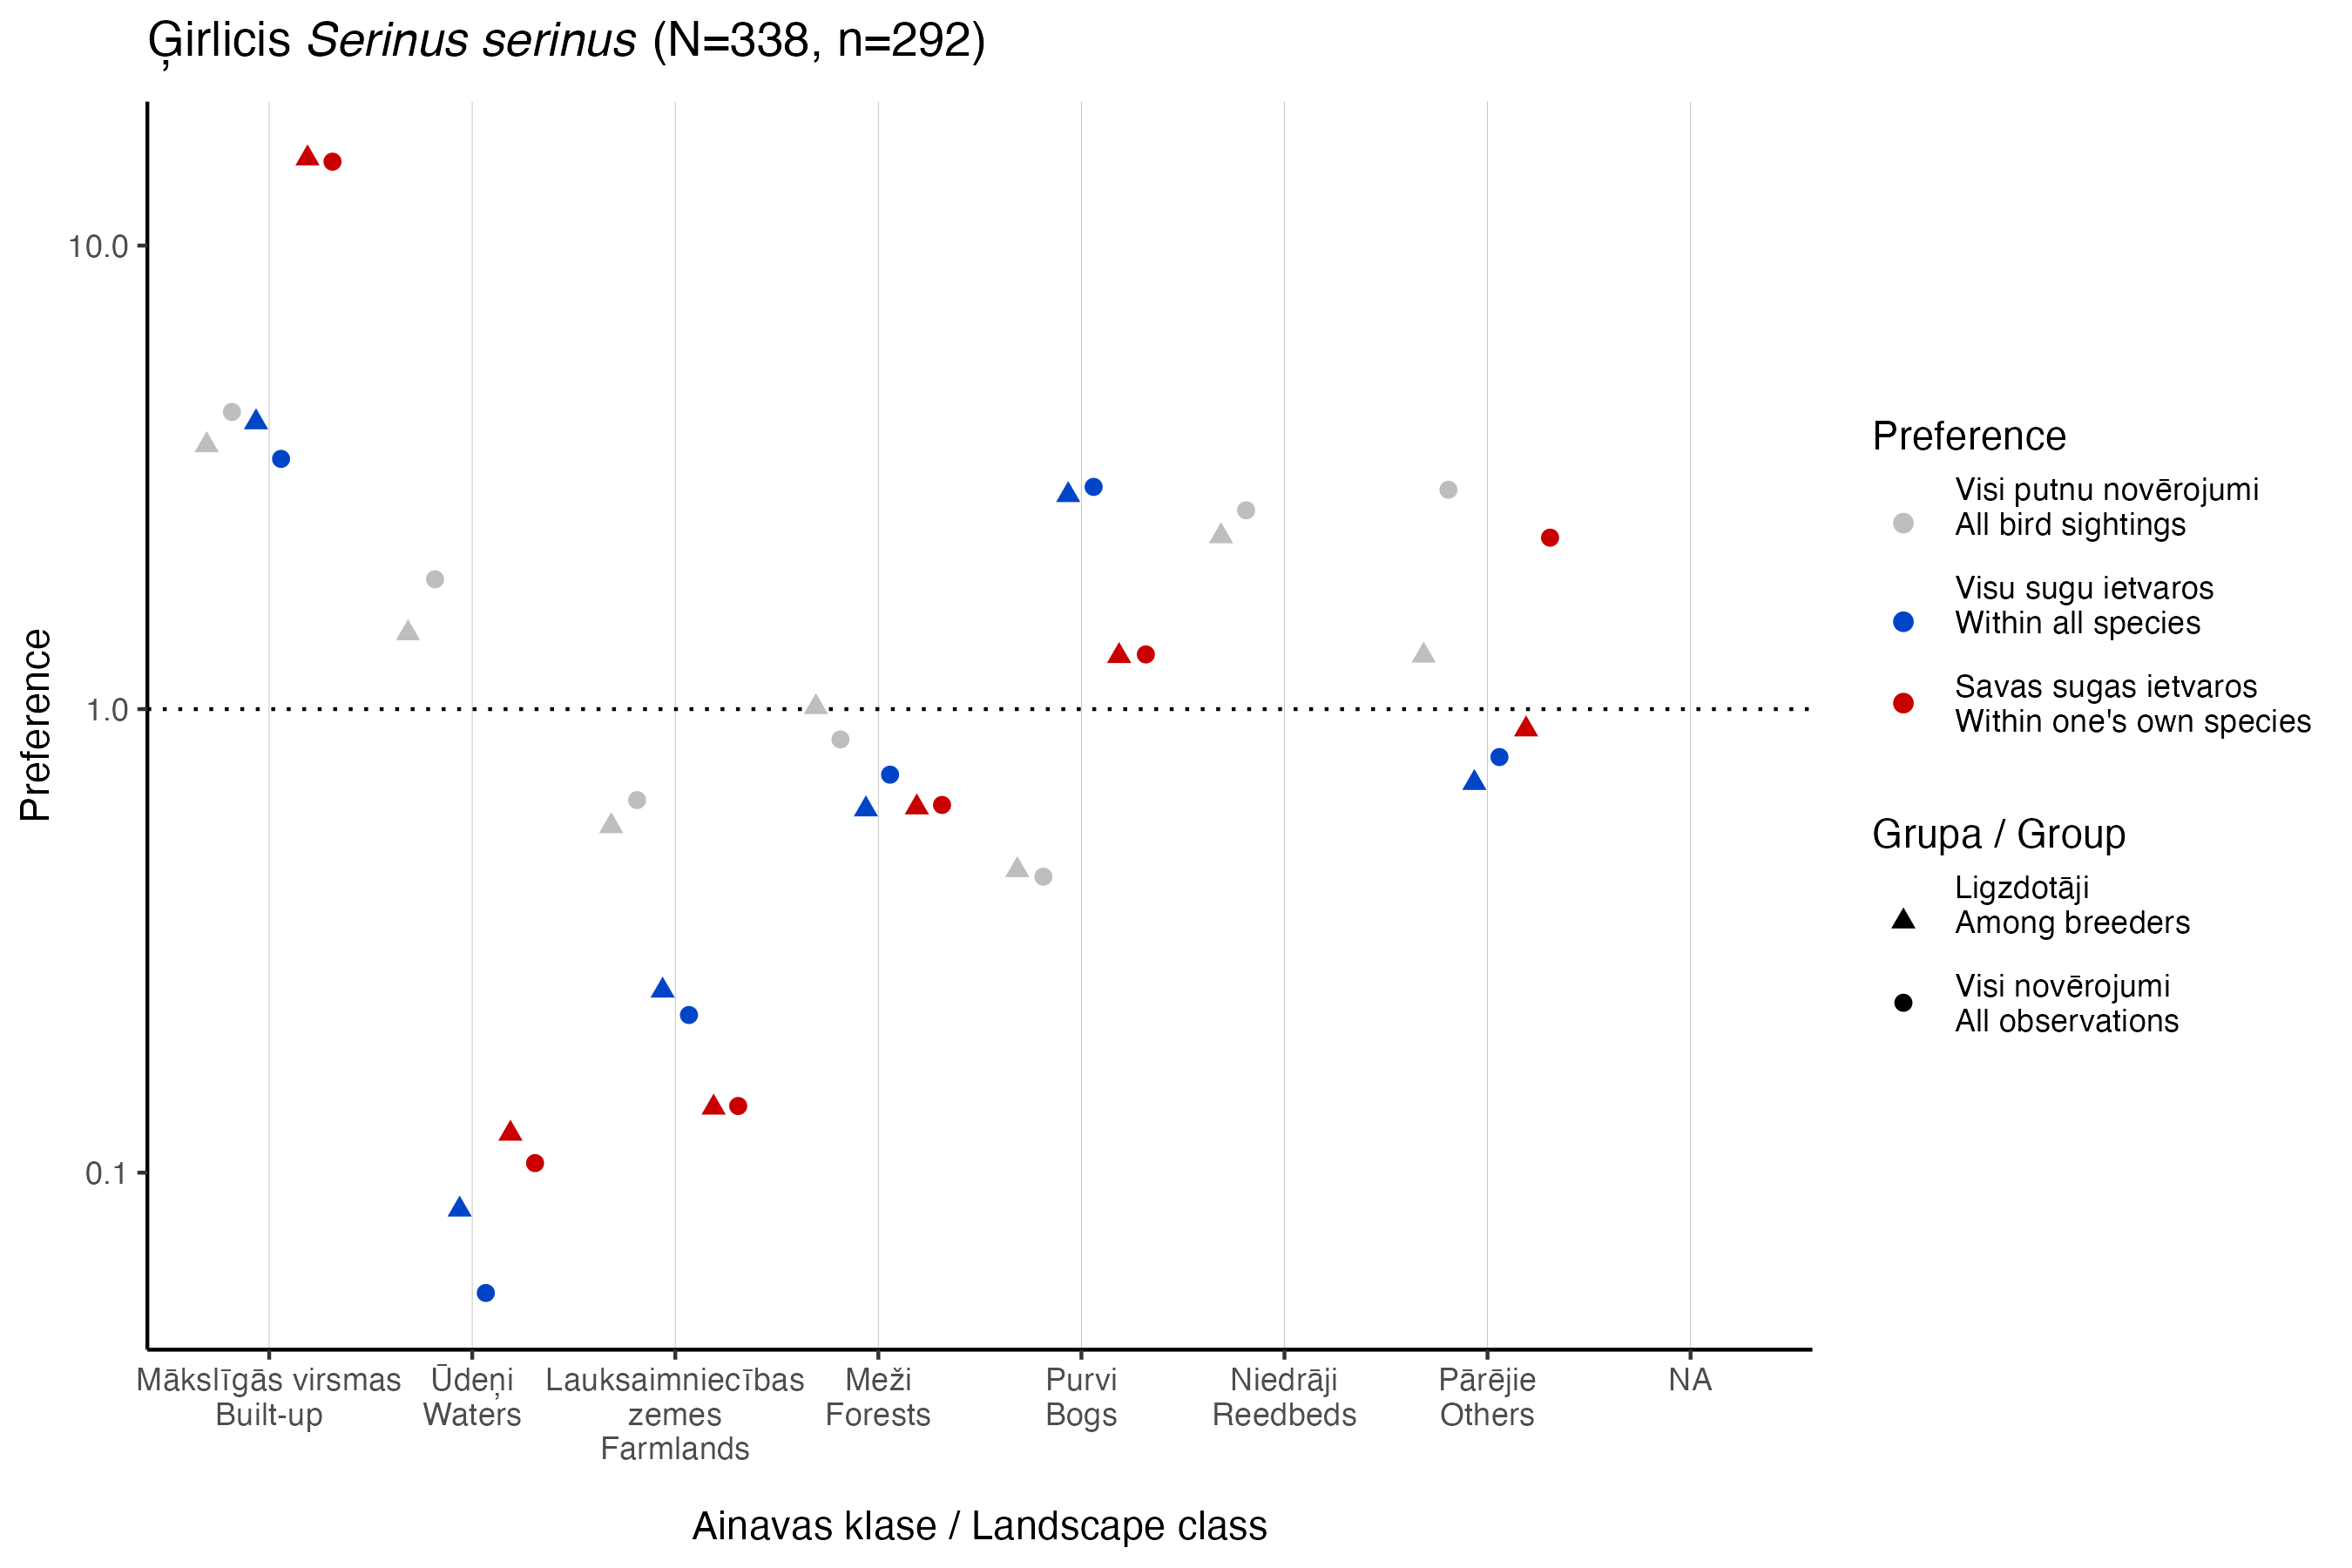 Ģirlicis Serinus serinus (N=338, n=292)
Preference
10.0
1.0
0.1
Mākslīgās virsmas
Built-up
Ūdeņi
Waters
Lauksaimniecības
zemes
Farmlands
Meži
Forests
Purvi
Bogs
Niedrāji
Reedbeds
Pārējie
Others
NA
Ainavas klase / Landscape class
Preference
Visi putnu novērojumi
All bird sightings
Visu sugu ietvaros
Within all species
Savas sugas ietvaros
Within one's own species
Grupa / Group
Ligzdotāji
Among breeders
Visi novērojumi
All observations